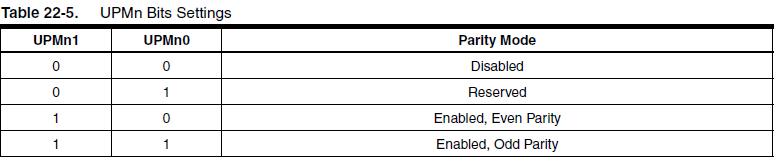 Table 22-5. UPMn Bits Settings
UPMn1 UPMn0 Parity Mode
0 0 Disabled
0 1 Reserved
1 0 Enabled, Even Parity
1 1 Enabled, Odd Parity